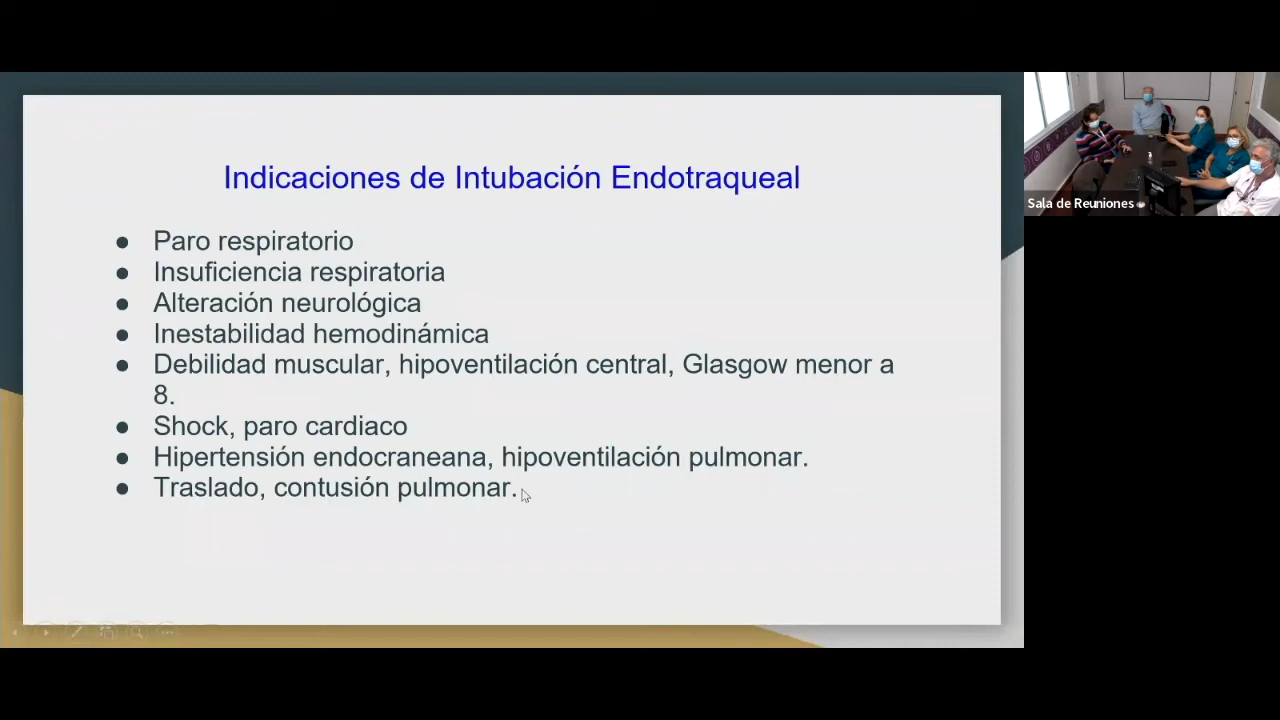 Indicaciones de Intubación Endotraqueal
● Paro respiratorio
● Insuficiencia respiratoria
● Alteración neurológica
● Inestabilidad hemodinámica
● Debilidad muscular, hipoventilación central, Glasgow menor a
8.
● Shock, paro cardiaco
● Hipertensión endocraneana, hipoventilación pulmonar.
● Traslado, contusión pulmonar.
Sala de Reuniones